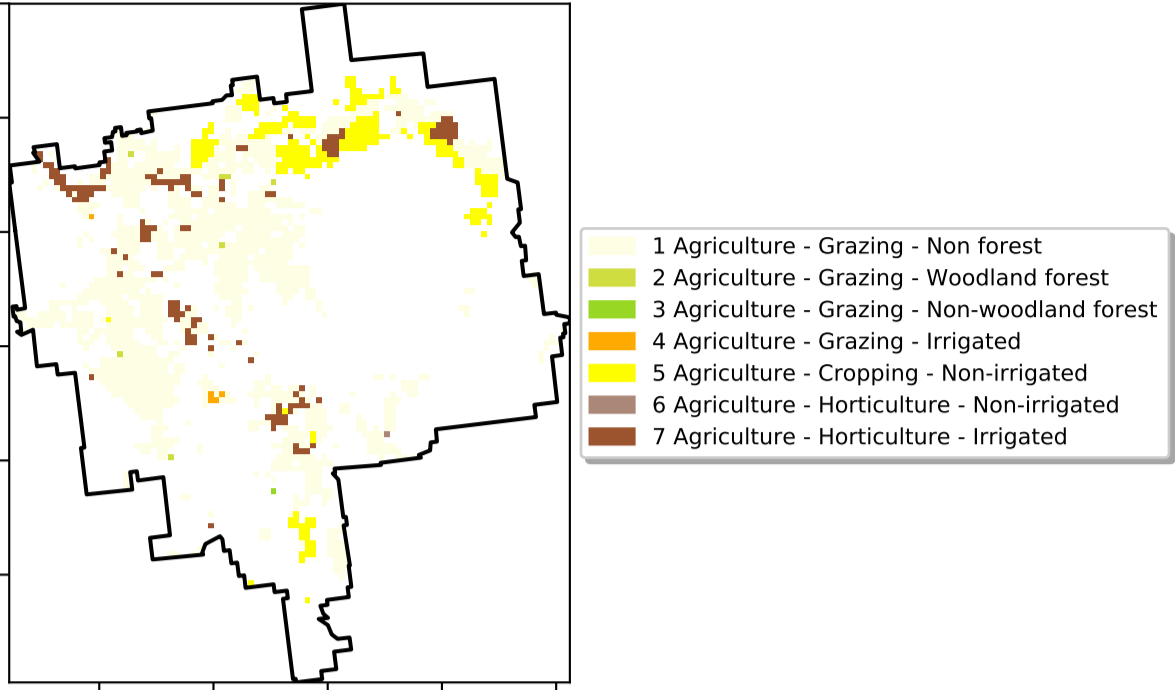 1 Agriculture - Grazing - Non forest
2 Agriculture - Grazing - Woodland forest
3 Agriculture - Grazing - Non-woodland forest
4 Agriculture - Grazing - Irrigated
5 Agriculture - Cropping - Non-irrigated
6 Agriculture - Horticulture - Non-irrigated
7 Agriculture - Horticulture - Irrigated